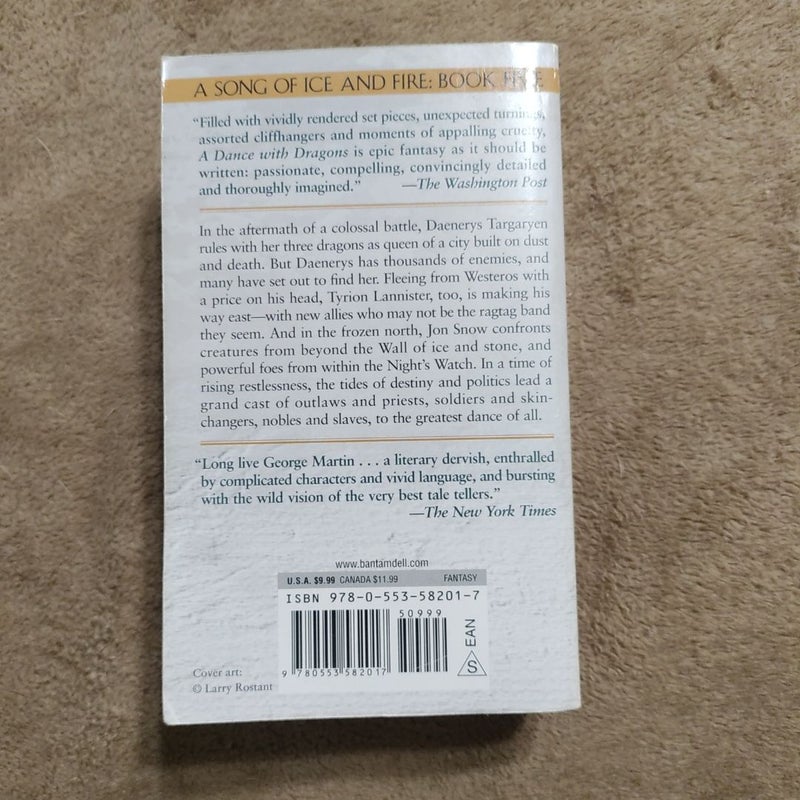 A SONG OF ICE AND FIRE: BOOK FIVE
“Filled with vividly rendered set pieces, unexpected turnings,
assorted cliffhangers and moments of appalling cruelty,
A Dance with Dragons is epic fantasy as it should be
written: passionate, compelling, convincingly detailed
and thoroughly imagined.” —The Washington Post
In the aftermath of a colossal battle, Daenerys Targaryen
rules with her three dragons as queen of a city built on dust
and death. But Daenerys has thousands of enemies, and
many have set out to find her. Fleeing from Westeros with
a price on his head, Tyrion Lannister, too, is making his
way east—with new allies who may not be the ragtag band
they seem. And in the frozen north, Jon Snow confronts
creatures from beyond the Wall of ice and stone, and
powerful foes from within the Night’s Watch. In a time of
rising restlessness, the tides of destiny and politics lead a
grand cast of outlaws and priests, soldiers and skin-
changers, nobles and slaves, to the greatest dance of all.
“Long live George Martin . . . a literary dervish, enthralled
by complicated characters and vivid language, and bursting
with the wild vision of the very best tale tellers.”
—The New York Times
www.bantamdell.com
U.S.A. $9.99 CANADA $11.99 FANTASY
ISBN 978-0-553-58201-7
50999
EAN
S
9 780553 582017
Cover art:
© Larry Rostant